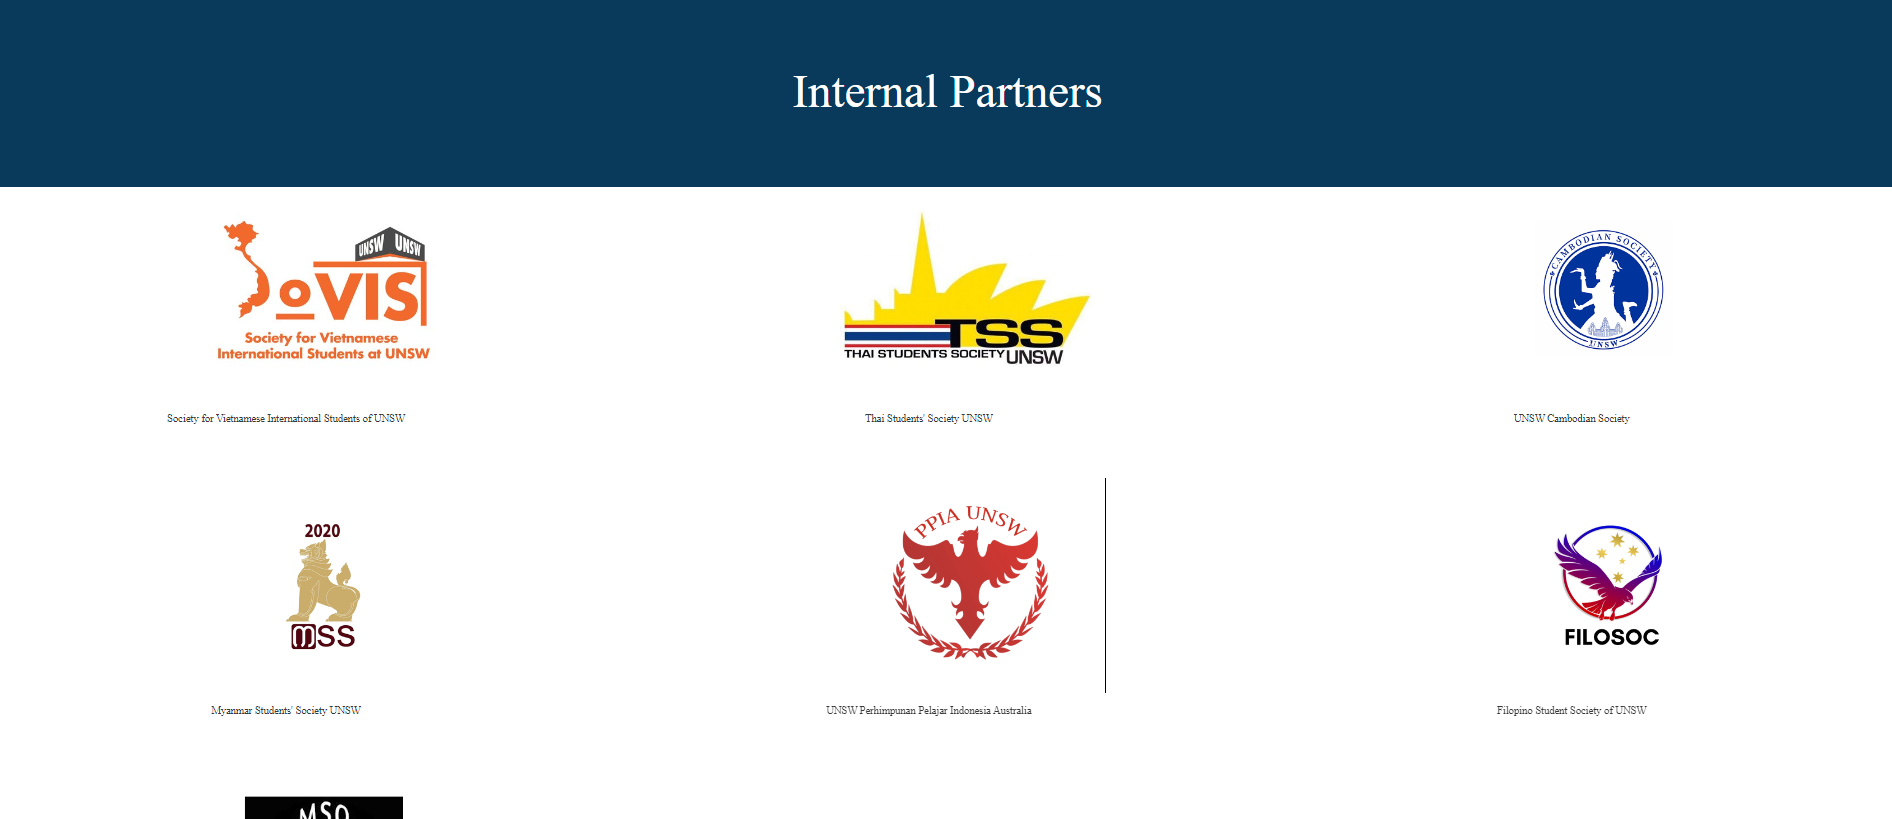 Internal Partners
UNSW UNSW
SoVIS
Society for Vietnamese
International Students at UNSW
TSS
THAI STUDENTS SOCIETY UNSW
CAMBODIAN SOCIETY
UNSW
Society for Vietnamese International Students of UNSW
Thai Students' Society UNSW
UNSW Cambodian Society
2020
mss
PPIA UNSW
FILOSOC
Myanmar Students' Society UNSW
UNSW Perhimpunan Pelajar Indonesia Australia
Filopino Student Society of UNSW
MSO